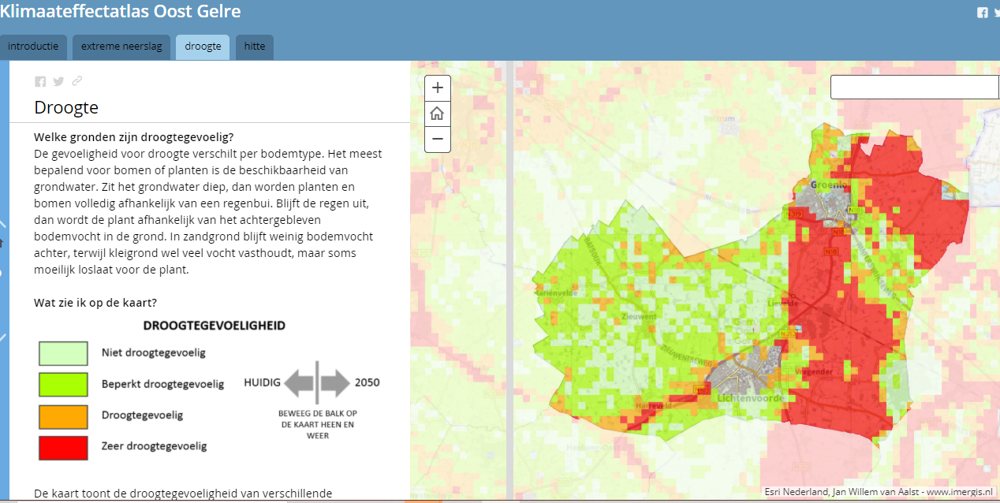 Klimaateffectatlas Oost Gelre
introductie
extreme neerslag
droogte
hitte
Droogte
Welke gronden zijn droogtegevoelig?
De gevoeligheid voor droogte verschilt per bodemtype. Het meest
bepalend voor bomen of planten is de beschikbaarheid van
grondwater. Zit het grondwater diep, dan worden planten en
bomen volledig afhankelijk van een regenbui. Blijft de regen uit,
dan wordt de plant afhankelijk van het achtergebleven
bodemvocht in de grond. In zandgrond blijft weinig bodemvocht
achter, terwijl kleigrond wel veel vocht vasthoudt, maar soms
moeilijk loslaat voor de plant.
Wat zie ik op de kaart?
DROOGTEGEVOELIGHEID
Niet droogtegevoelig
Beperkt droogtegevoelig
Droogtegevoelig
Zeer droogtegevoelig
HUIDIG
2050
BEWEEG DE BALK OP
DE KAART HEEN EN
WEER
De kaart toont de droogtegevoeligheid van verschillende
Beltrum
Groenlo
N319
N18
N18
Mariënvelde
Zieuwent
Lievelde
ZIEUWENTSEWEG
Vragender
Lichtenvoorde
Harreveld
Esri Nederland, Jan Willem van Aalst - www.imergis.nl